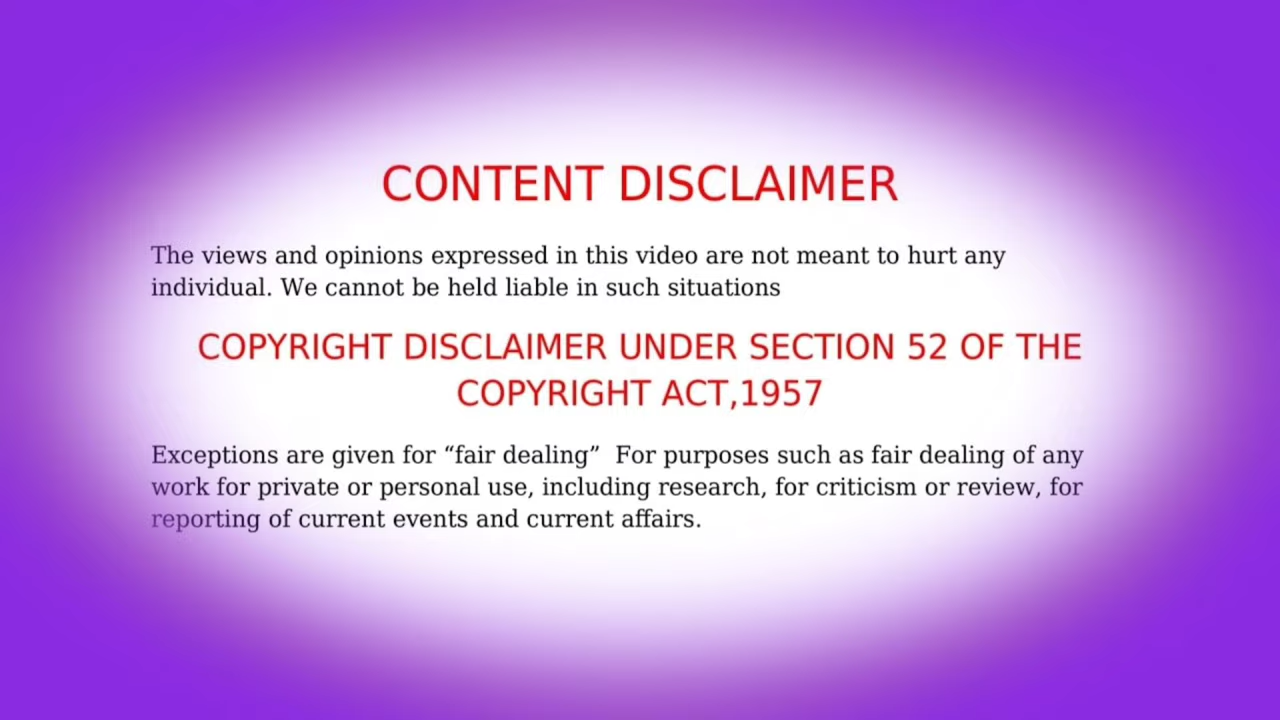 CONTENT DISCLAIMER
The views and opinions expressed in this video are not meant to hurt any
individual. We cannot be held liable in such situations
COPYRIGHT DISCLAIMER UNDER SECTION 52 OF THE
COPYRIGHT ACT,1957
Exceptions are given for “fair dealing”  For purposes such as fair dealing of any
work for private or personal use, including research, for criticism or review, for
reporting of current events and current affairs.